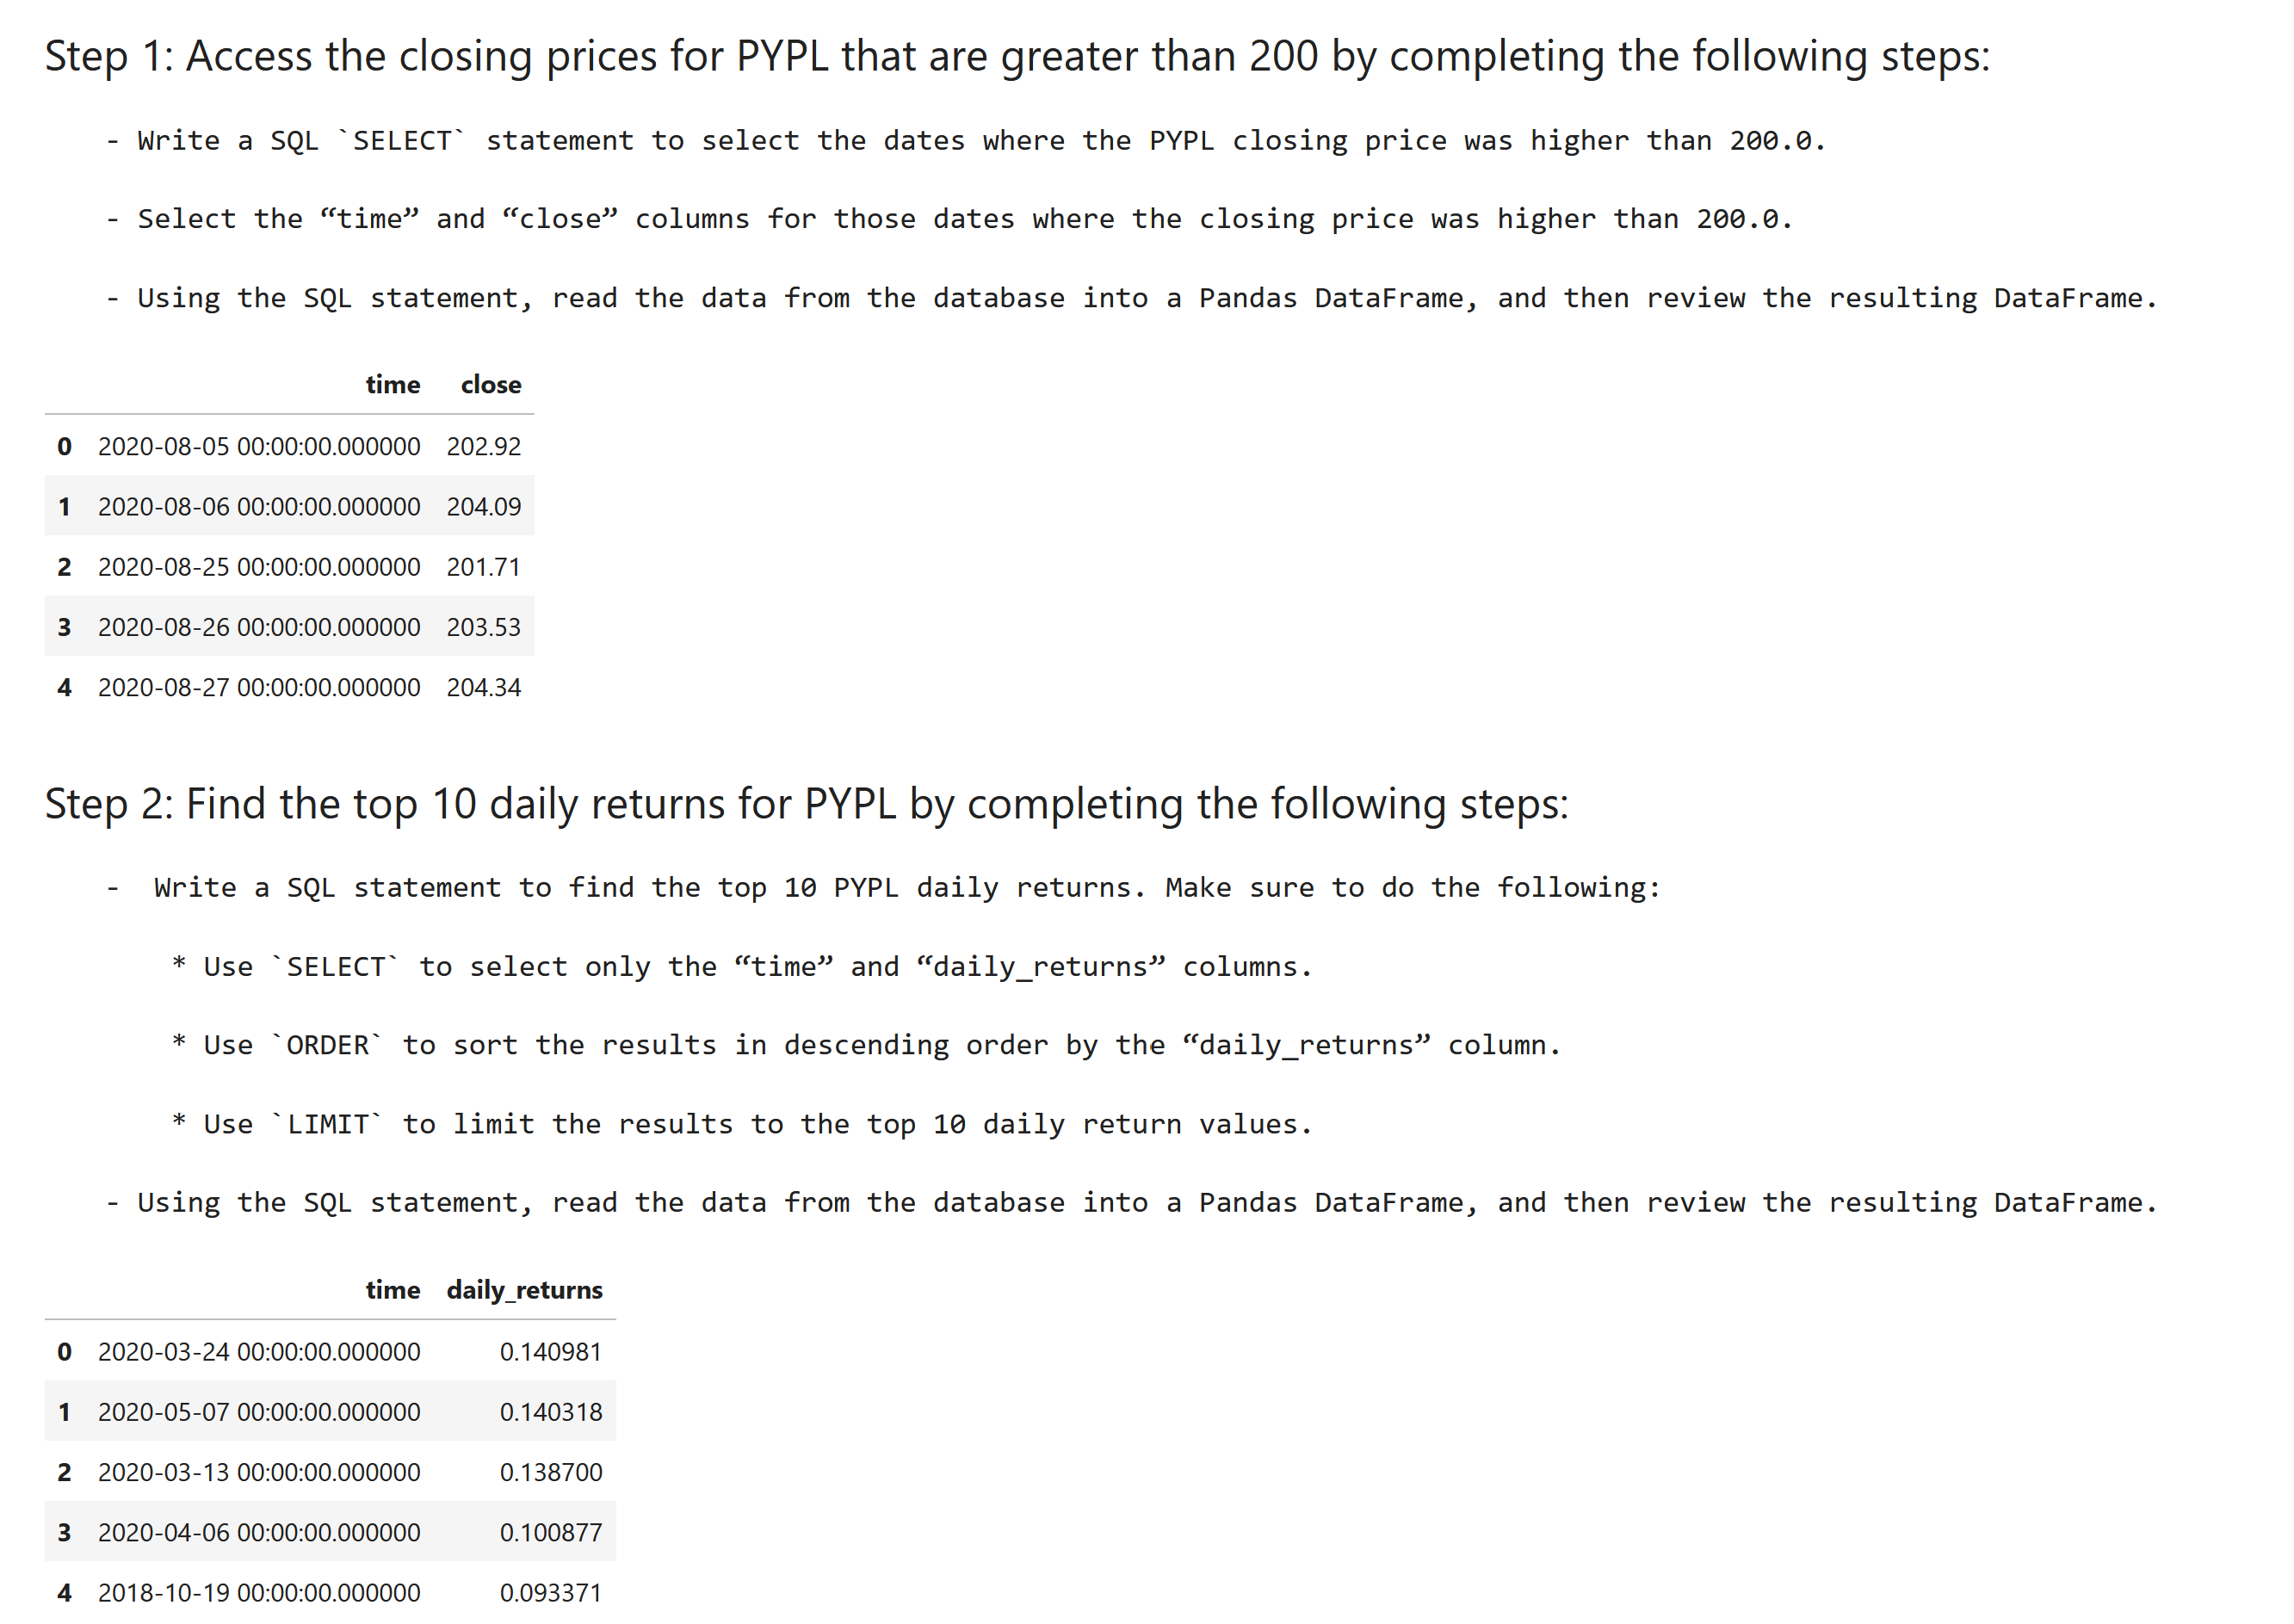 Step 1: Access the closing prices for PYPL that are greater than 200 by completing the following steps:
- Write a SQL `SELECT` statement to select the dates where the PYPL closing price was higher than 200.0.
- Select the “time” and “close” columns for those dates where the closing price was higher than 200.0.
- Using the SQL statement, read the data from the database into a Pandas DataFrame, and then review the resulting DataFrame.
time close
0 2020-08-05 00:00:00.000000 202.92
1 2020-08-06 00:00:00.000000 204.09
2 2020-08-25 00:00:00.000000 201.71
3 2020-08-26 00:00:00.000000 203.53
4 2020-08-27 00:00:00.000000 204.34
Step 2: Find the top 10 daily returns for PYPL by completing the following steps:
- Write a SQL statement to find the top 10 PYPL daily returns. Make sure to do the following:
* Use `SELECT` to select only the “time” and “daily_returns” columns.
* Use `ORDER` to sort the results in descending order by the “daily_returns” column.
* Use `LIMIT` to limit the results to the top 10 daily return values.
- Using the SQL statement, read the data from the database into a Pandas DataFrame, and then review the resulting DataFrame.
time daily_returns
0 2020-03-24 00:00:00.000000 0.140981
1 2020-05-07 00:00:00.000000 0.140318
2 2020-03-13 00:00:00.000000 0.138700
3 2020-04-06 00:00:00.000000 0.100877
4 2018-10-19 00:00:00.000000 0.093371